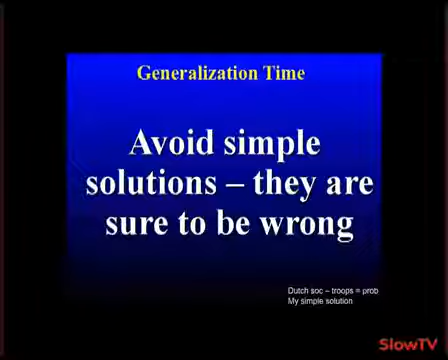 Generalization Time
Avoid simple
solutions – they are
sure to be wrong
Dutch soc – troops = prob
My simple solution
SlowTV